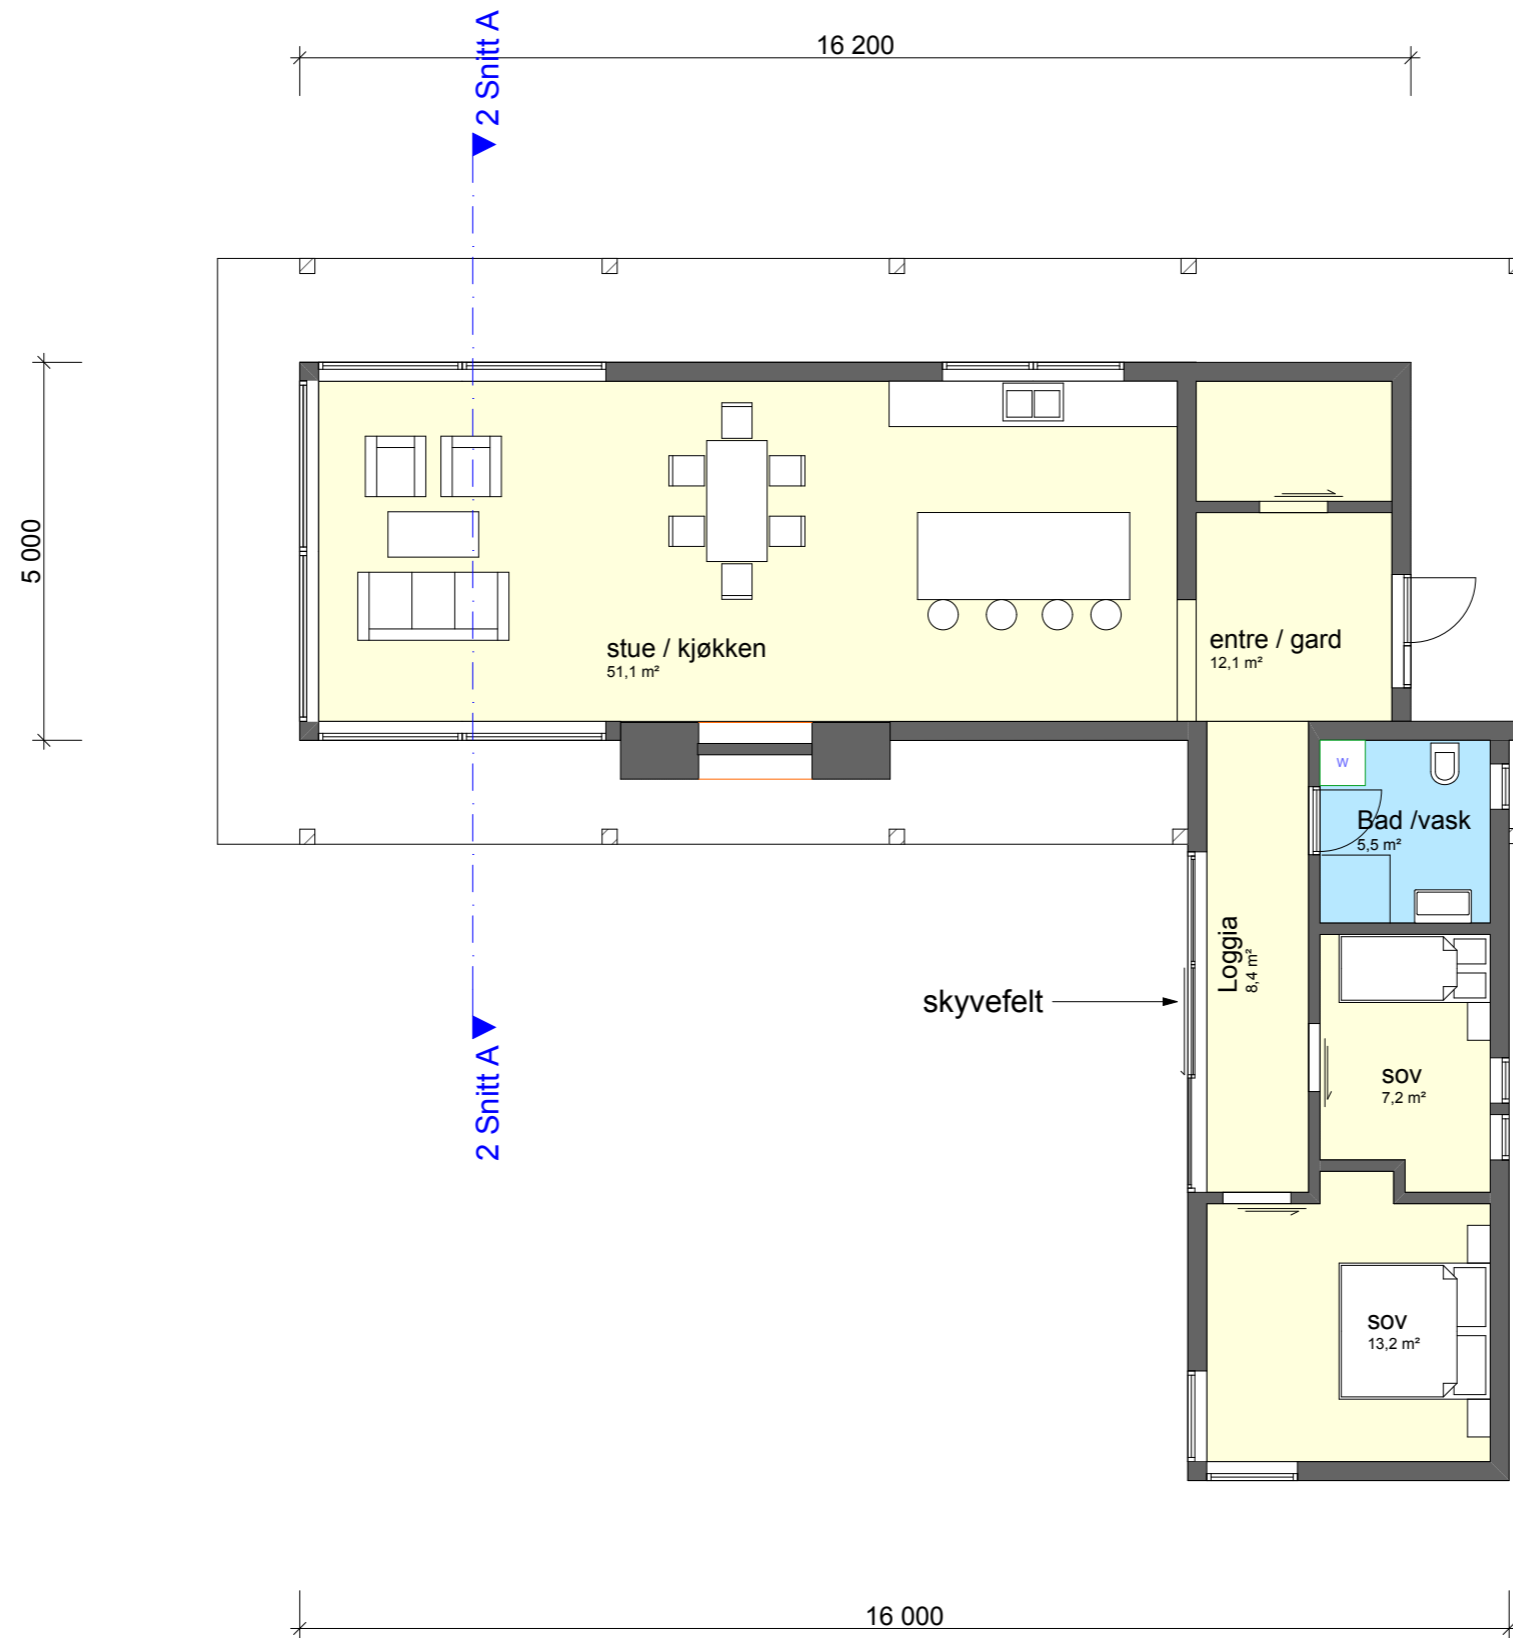 16 200
2 Snitt A
5 000
stue / kjøkken
51,1 m²
entre / gard
12,1 m²
W
Bad /vask
5,5 m²
Loggia
8,4 m²
skyvefelt
sov
7,2 m²
2 Snitt A
sov
13,2 m²
16 000